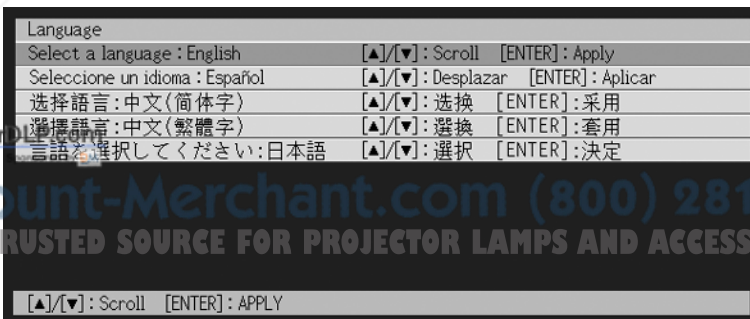 Language
Select a language : English [▲]/[▼] : Scroll [ENTER] : Apply
Seleccione un idioma : Español [▲]/[▼] : Desplazar [ENTER] : Aplicar
选择語言:中文(简体字) [▲]/[▼]:选换 [ENTER]:采用
選擇語言:中文(繁體字) [▲]/[▼]:選換 [ENTER]:套用
言語を選択してください:日本語 [▲]/[▼]:選択 [ENTER]:決定
rDLP.com
ount-Merchant.com (800) 281
RUSTED SOURCE FOR PROJECTOR LAMPS AND ACCESS
[▲]/[▼] : Scroll [ENTER] : APPLY